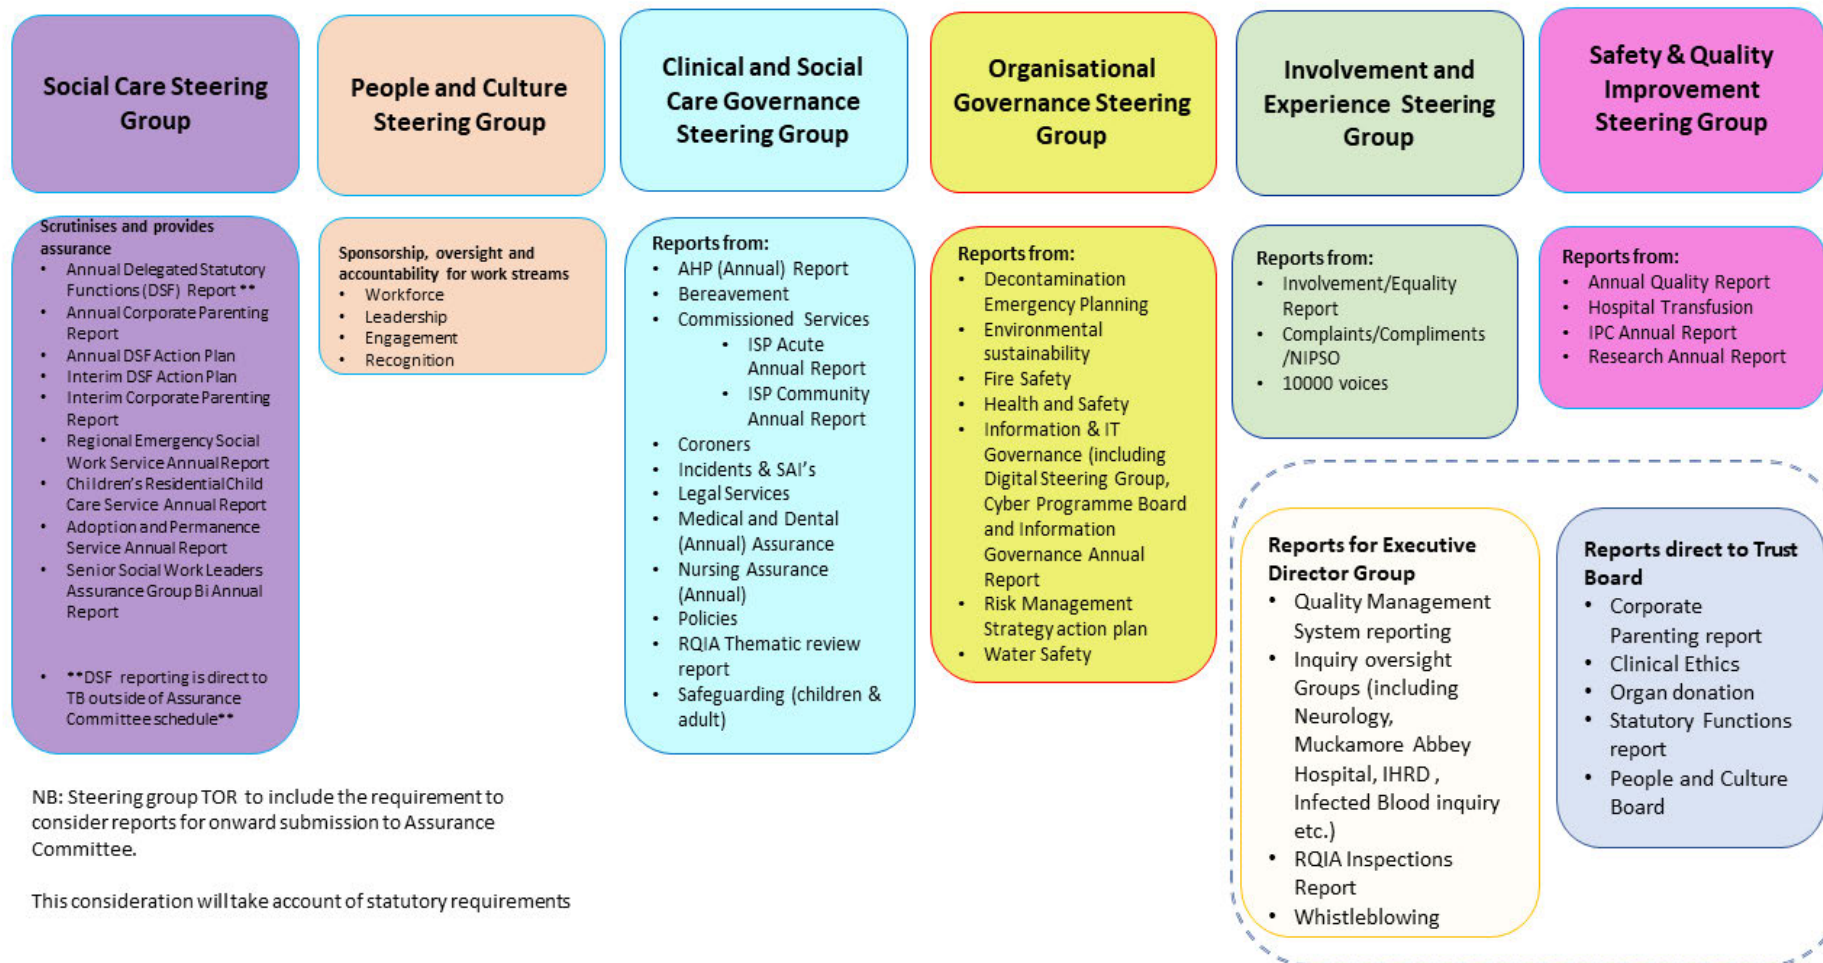 Social Care Steering
Group
People and Culture
Steering Group
Clinical and Social
Care Governance
Steering Group
Organisational
Governance Steering
Group
Involvement and
Experience Steering
Group
Safety & Quality
Improvement
Steering Group
Scrutinises and provides
assurance
• Annual Delegated Statutory
Functions (DSF) Report **
• Annual Corporate Parenting
Report
• Annual DSF Action Plan
• Interim DSF Action Plan
• Interim Corporate Parenting
Report
• Regional Emergency Social
Work Service Annual Report
• Children's Residential Child
Care Service Annual Report
• Adoption and Permanence
Service Annual Report
• Senior Social Work Leaders
Assurance Group Bi Annual
Report
• **DSF reporting is direct to
TB outside of Assurance
Committee schedule**
Sponsorship, oversight and
accountability for work streams
• Workforce
• Leadership
• Engagement
• Recognition
Reports from:
• AHP (Annual) Report
• Bereavement
• Commissioned Services
• ISP Acute
Annual Report
• ISP Community
Annual Report
• Coroners
• Incidents & SAI's
• Legal Services
• Medical and Dental
(Annual) Assurance
• Nursing Assurance
(Annual)
• Policies
• RQIA Thematic review
report
• Safeguarding (children &
adult)
Reports from:
• Decontamination
Emergency Planning
• Environmental
sustainability
• Fire Safety
• Health and Safety
• Information & IT
Governance (including
Digital Steering Group,
Cyber Programme Board
and Information
Governance Annual
Report
• Risk Management
Strategy action plan
• Water Safety
Reports from:
• Involvement/Equality
Report
• Complaints/Compliments
/NIPSO
• 10000 voices
Reports from:
• Annual Quality Report
• Hospital Transfusion
• IPC Annual Report
• Research Annual Report
Reports for Executive
Director Group
• Quality Management
System reporting
• Inquiry oversight
Groups (including
Neurology,
Muckamore Abbey
Hospital, IHRD ,
Infected Blood inquiry
etc.)
• RQIA Inspections
Report
• Whistleblowing
Reports direct to Trust
Board
• Corporate
Parenting report
• Clinical Ethics
• Organ donation
• Statutory Functions
report
• People and Culture
Board
NB: Steering group TOR to include the requirement to
consider reports for onward submission to Assurance
Committee.
This consideration will take account of statutory requirements